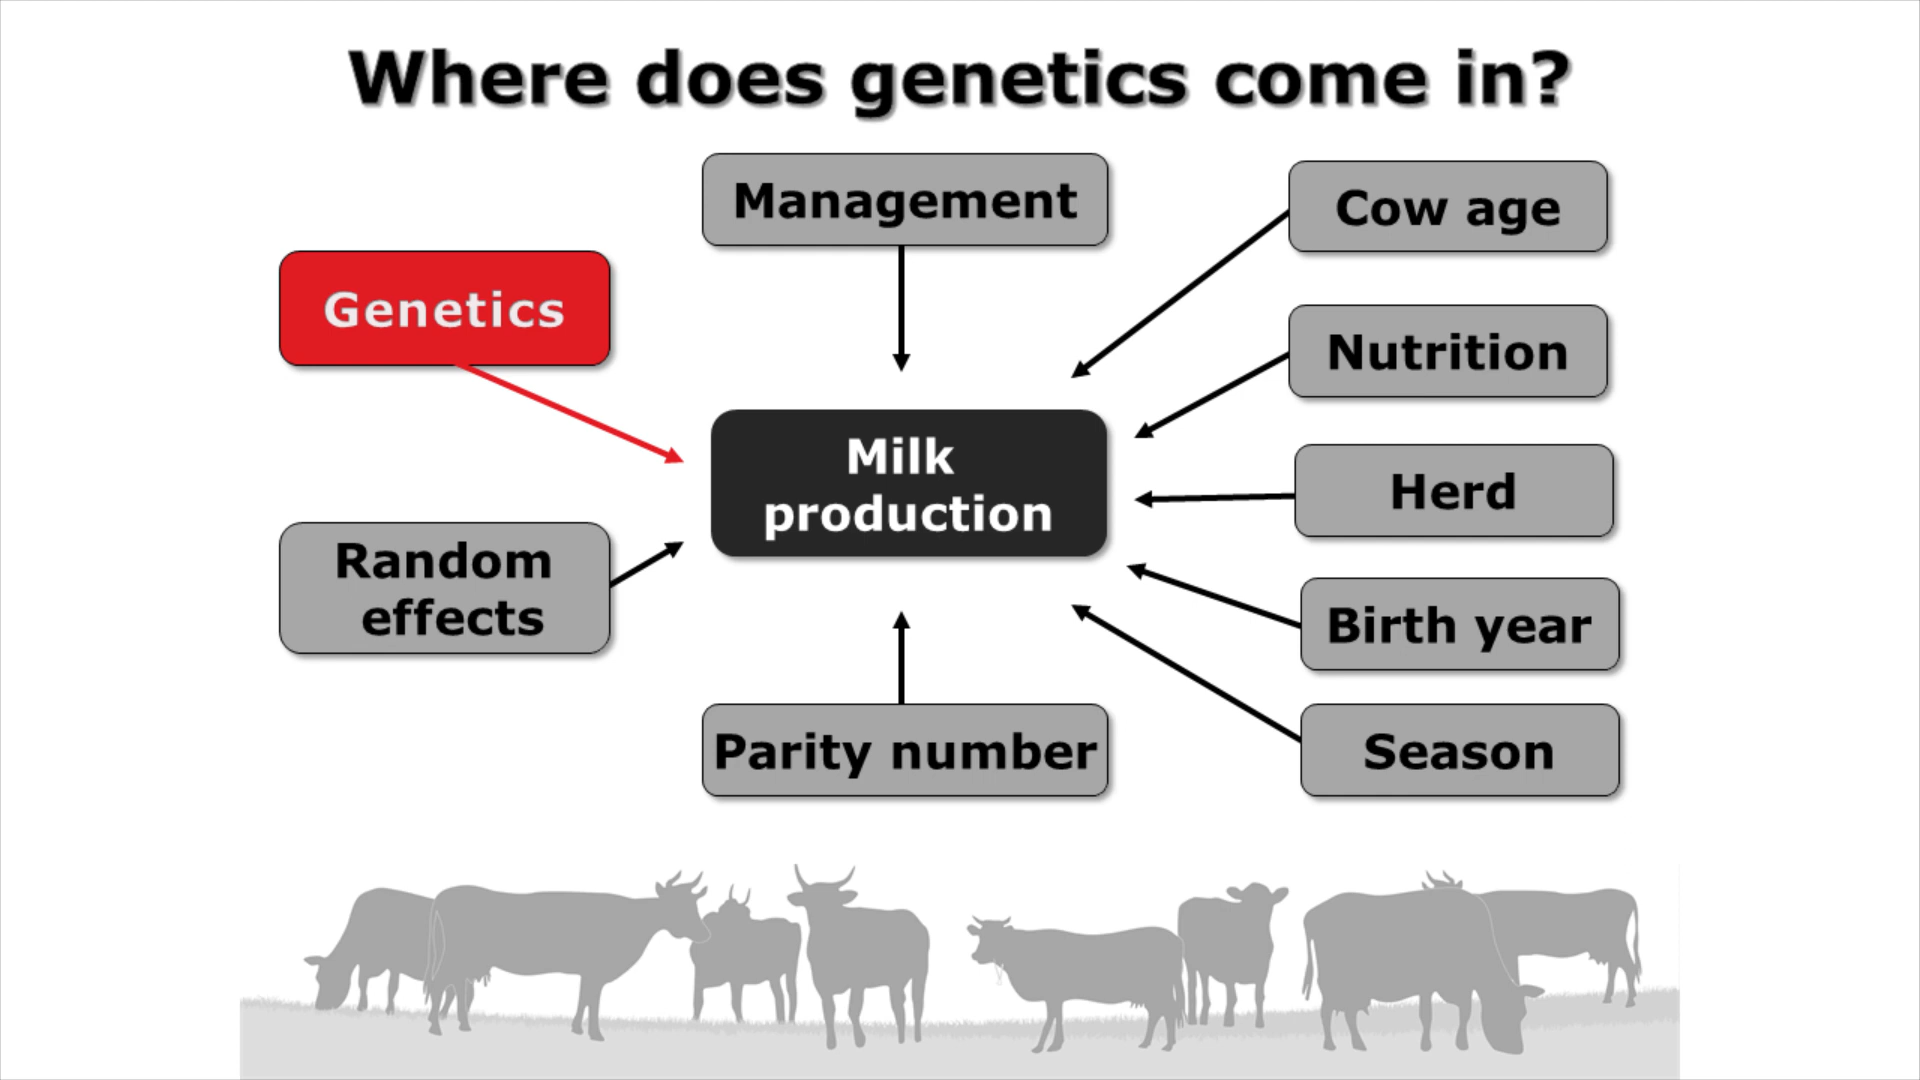 Where does genetics come in?
Management
Cow age
Genetics
Nutrition
Milk
production
Herd
Random
effects
Birth year
Parity number
Season